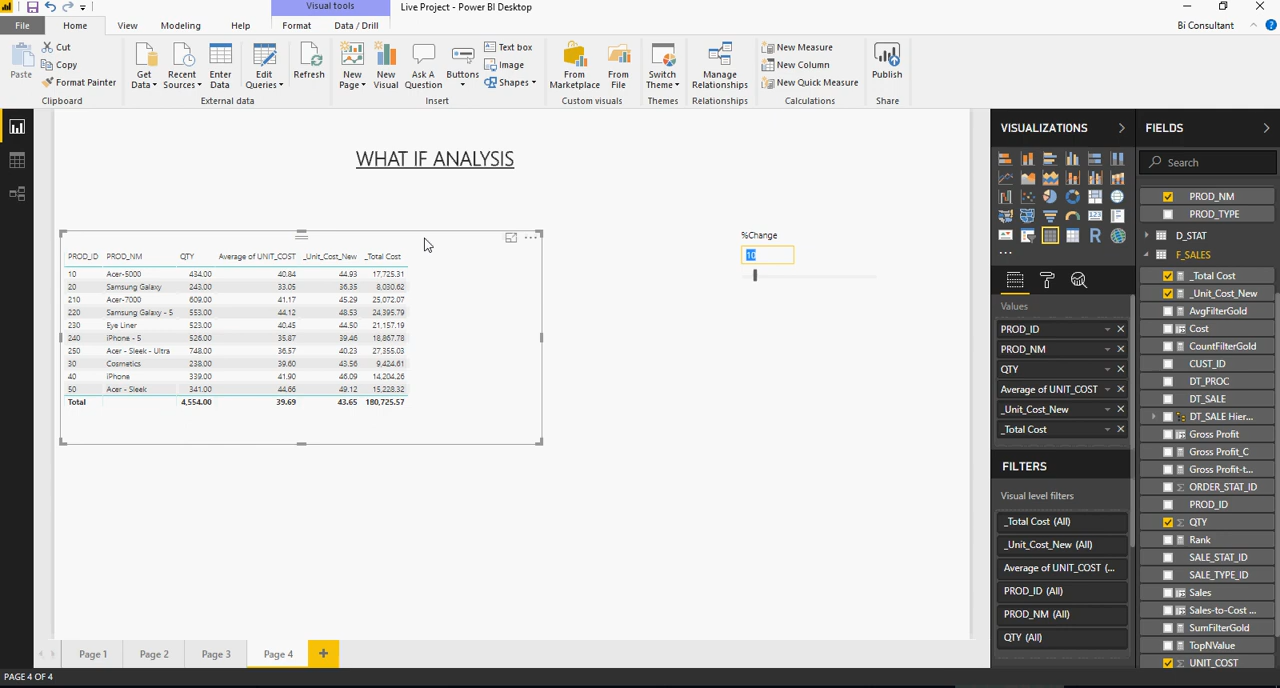 Visual tools
Live Project - Power BI Desktop
File
Home
View
Modeling
Help
Format
Data / Drill
Bi Consultant
Paste
Cut
Copy
Format Painter
Clipboard
Get Data
Recent Sources
Enter Data
Edit Queries
Refresh
External data
New Page
New Visual
Ask A Question
Buttons
Text box
Image
Shapes
Insert
From Marketplace
From File
Custom visuals
Switch Theme
Themes
Manage Relationships
Relationships
New Measure
New Column
New Quick Measure
Calculations
Publish
Share
WHAT IF ANALYSIS
PROD_ID PROD_NM QTY Average of UNIT_COST _Unit_Cost_New _Total Cost
10 Acer-5000 434.00 40.84 44.93 17,725.31
20 Samsung Galaxy 243.00 33.05 36.35 8,030.62
210 Acer-7000 609.00 41.17 45.29 25,072.07
220 Samsung Galaxy - 5 553.00 44.12 48.53 24,395.79
230 Eye Liner 523.00 40.45 44.50 21,157.19
240 IPhone - 5 526.00 35.87 39.46 18,867.78
250 Acer - Sleek - Ultra 748.00 36.57 40.23 27,355.03
30 Cosmetics 238.00 39.60 43.56 9,424.61
40 IPhone 339.00 41.90 46.09 14,204.26
50 Acer - Sleek 341.00 44.66 49.12 15,228.32
Total 4,554.00 39.69 43.65 180,725.57
%Change
10
VISUALIZATIONS
R
Values
PROD_ID
PROD_NM
QTY
Average of UNIT_COST
_Unit_Cost_New
_Total Cost
FILTERS
Visual level filters
_Total Cost (All)
_Unit_Cost_New (All)
Average of UNIT_COST (...
PROD_ID (All)
PROD_NM (All)
QTY (All)
FIELDS
Search
PROD_NM
PROD_TYPE
D_STAT
F_SALES
_Total Cost
_Unit_Cost_New
AvgFilterGold
Cost
CountFilterGold
CUST_ID
DT_PROC
DT_SALE
DT_SALE Hier...
Gross Profit
Gross Profit_C
Gross Profit-t...
ORDER_STAT_ID
PROD_ID
QTY
Rank
SALE_STAT_ID
SALE_TYPE_ID
Sales
Sales-to-Cost ...
SumFilterGold
TopNValue
UNIT_COST
Page 1
Page 2
Page 3
Page 4
PAGE 4 OF 4